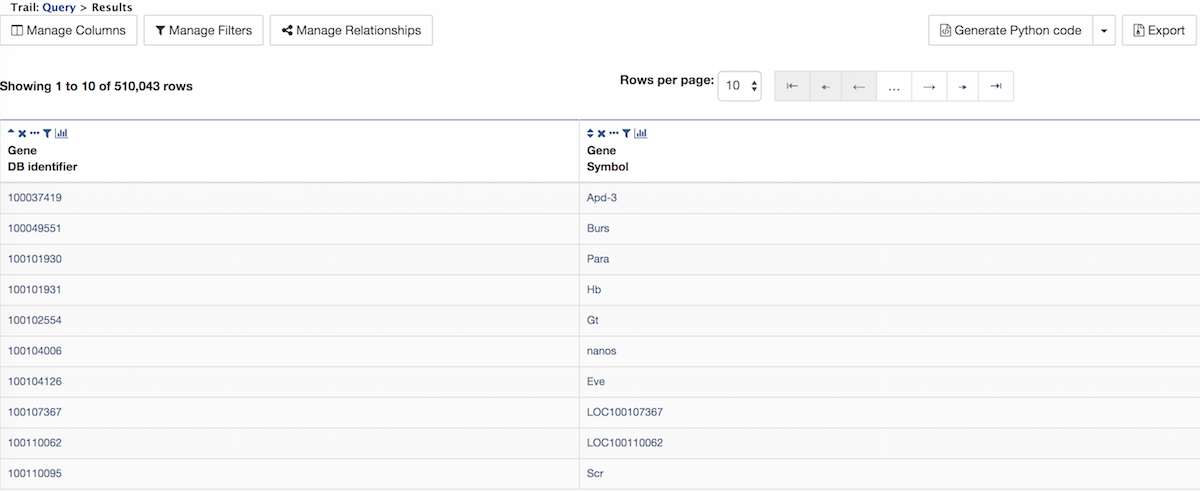 Trail: Query > Results
Manage Columns Manage Filters Manage Relationships Generate Python code Export
Showing 1 to 10 of 510,043 rows Rows per page: 10 ...
Gene Gene
DB identifier Symbol
100037419 Apd-3
100049551 Burs
100101930 Para
100101931 Hb
100102554 Gt
100104006 nanos
100104126 Eve
100107367 LOC100107367
100110062 LOC100110062
100110095 Scr